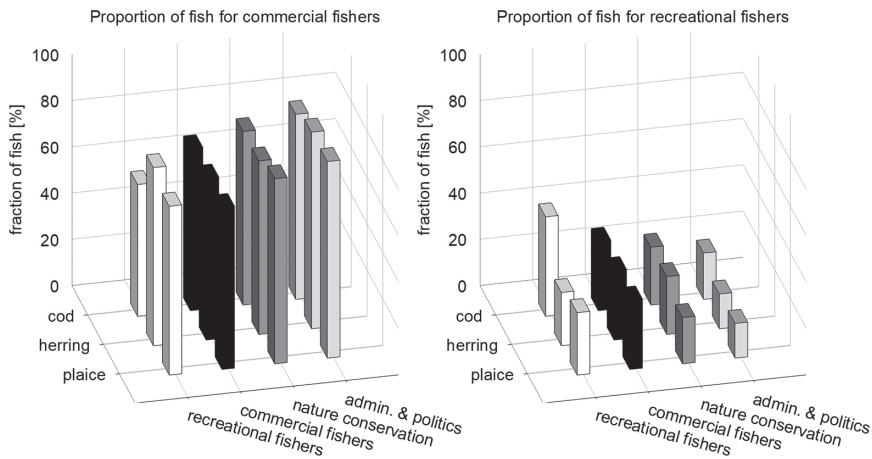 Proportion of fish for commercial fishers
100
80
60
40
20
0
fraction of fish [%]
cod
herring
plaice
recreational fishers
commercial fishers
nature conservation
admin. & politics
Proportion of fish for recreational fishers
100
80
60
40
20
0
fraction of fish [%]
cod
herring
plaice
recreational fishers
commercial fishers
nature conservation
admin. & politics